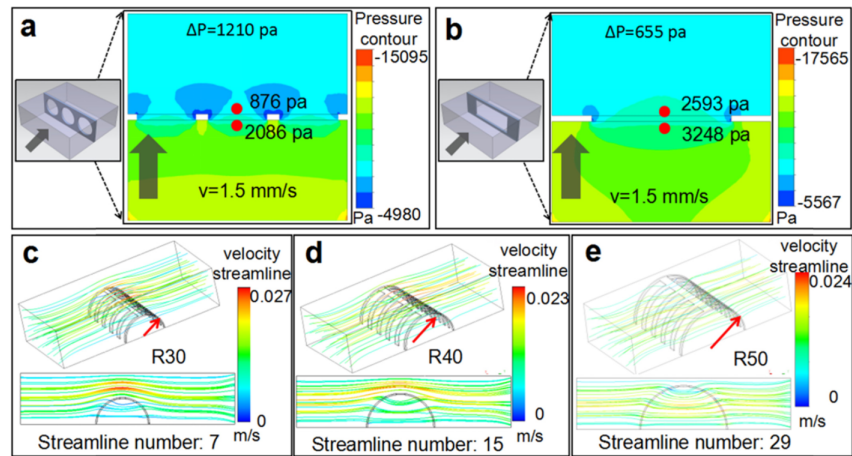 a
ΔP=1210 pa
876 pa
2086 pa
v=1.5 mm/s
Pressure
contour
-15095
-4980
Pa
b
ΔP=655 pa
2593 pa
3248 pa
v=1.5 mm/s
Pressure
contour
-17565
-5567
Pa
c
velocity
streamline
0.027
R30
0
m/s
Streamline number: 7
d
velocity
streamline
0.023
R40
0
m/s
Streamline number: 15
e
velocity
streamline
0.024
R50
0
m/s
Streamline number: 29